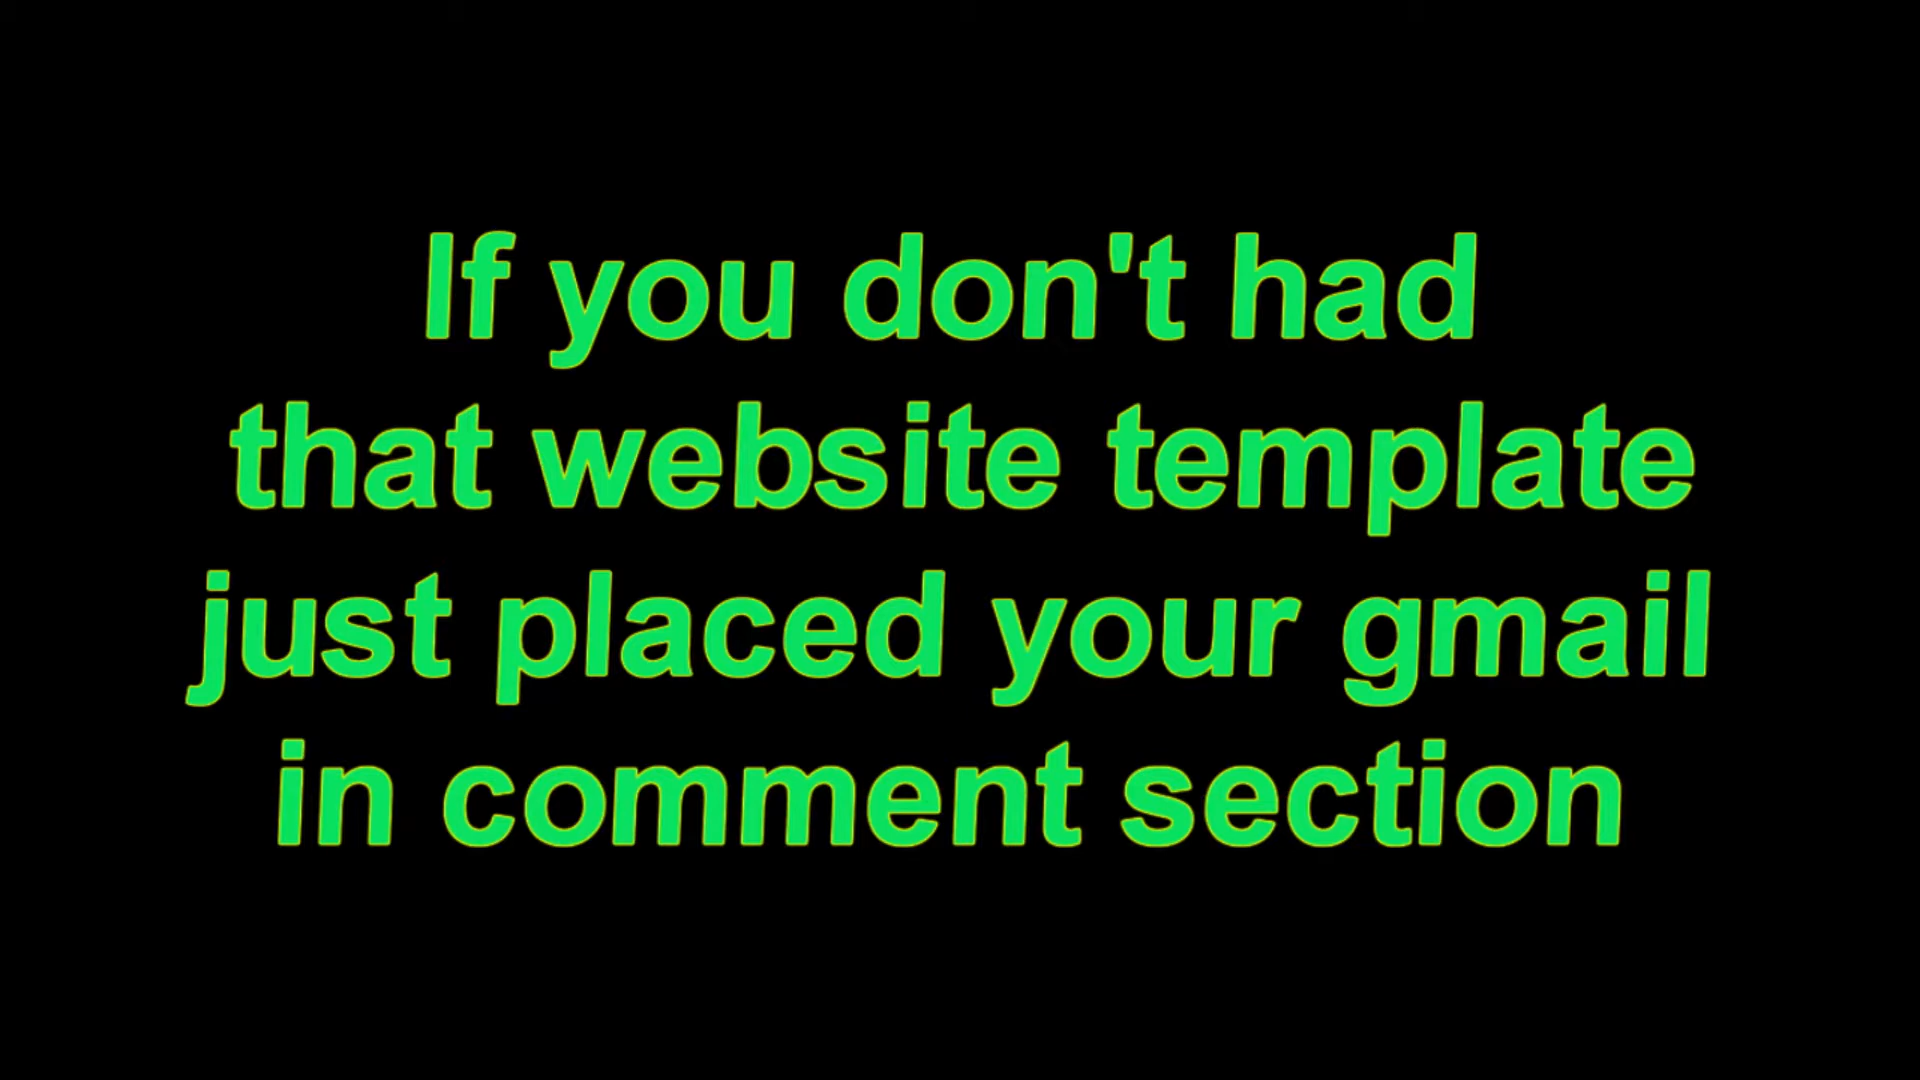 If you don't had
that website template
just placed your gmail
in comment section